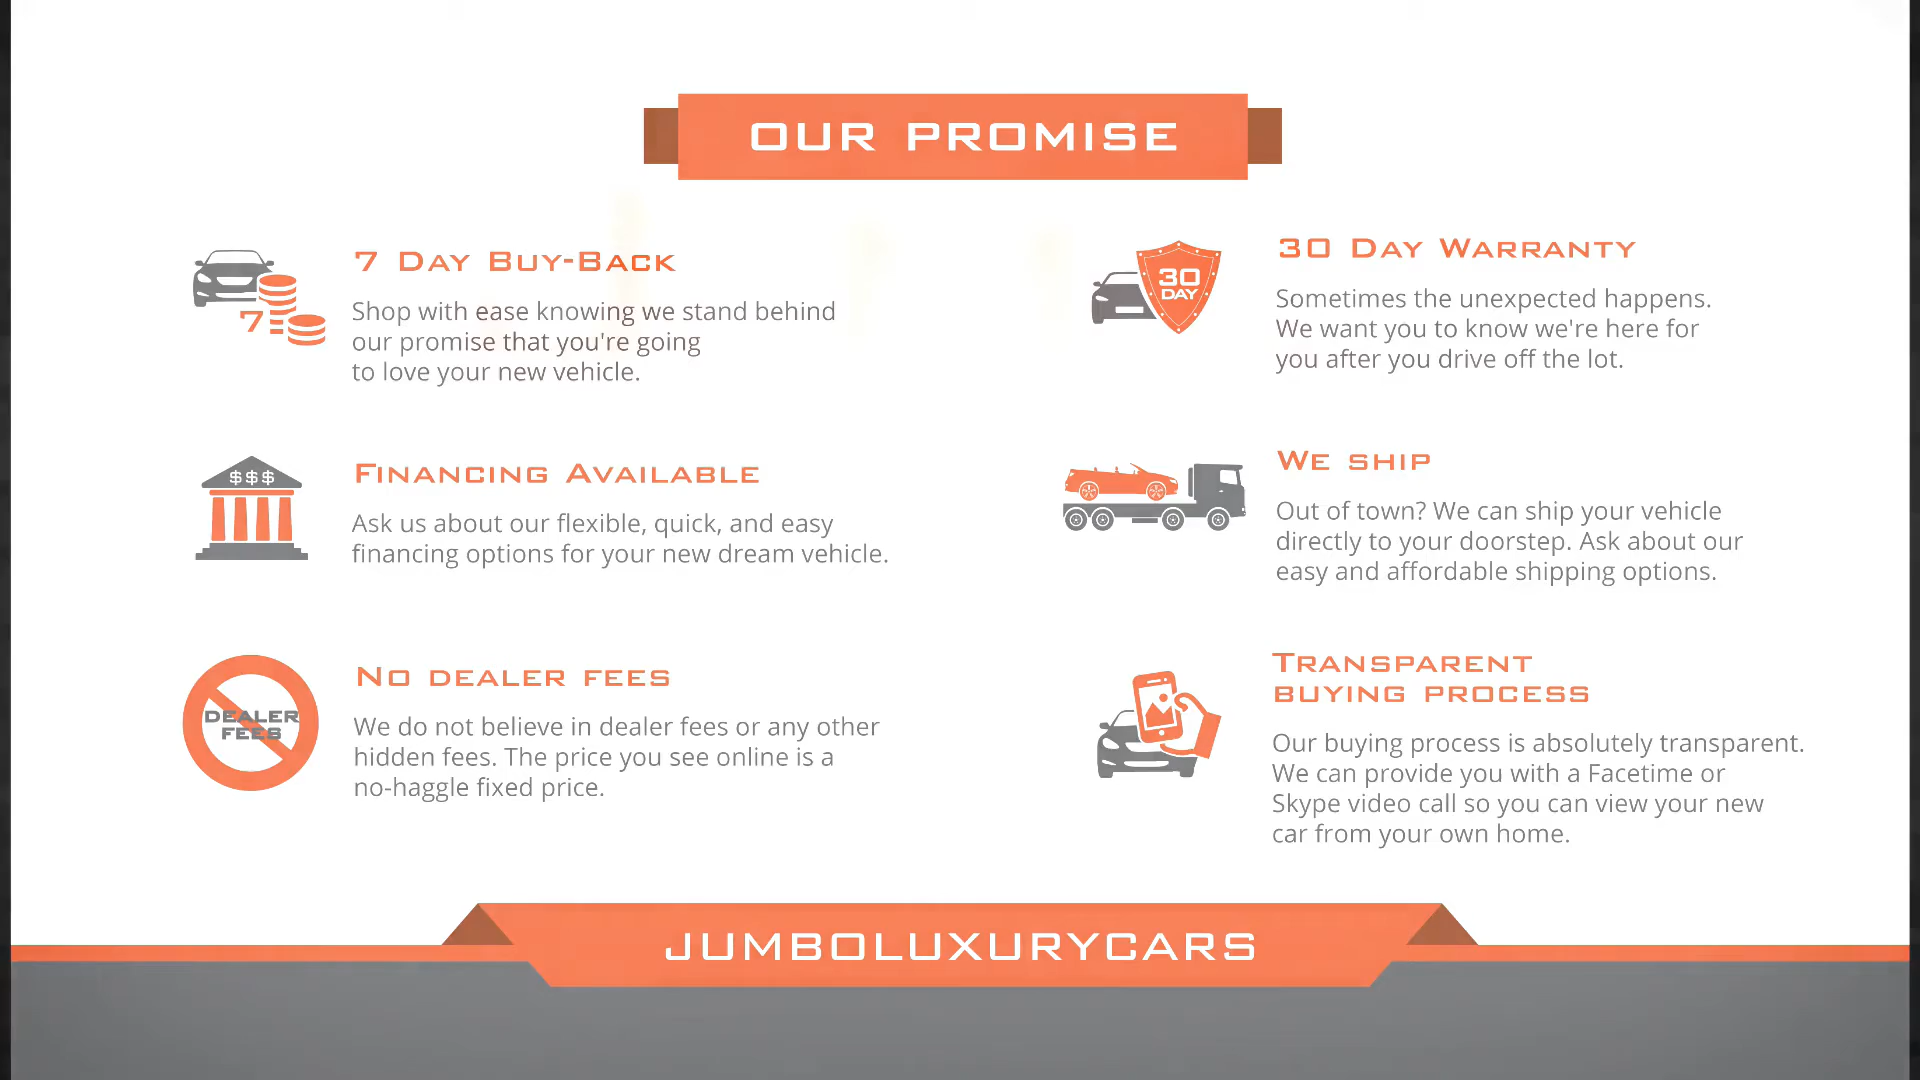 OUR PROMISE
7 DAY BUY-BACK
Shop with ease knowing we stand behind
our promise that you're going
to love your new vehicle.
7
$$$
FINANCING AVAILABLE
Ask us about our flexible, quick, and easy
financing options for your new dream vehicle.
DEALER
FEES
NO DEALER FEES
We do not believe in dealer fees or any other
hidden fees. The price you see online is a
no-haggle fixed price.
30
DAY
30 DAY WARRANTY
Sometimes the unexpected happens.
We want you to know we're here for
you after you drive off the lot.
WE SHIP
Out of town? We can ship your vehicle
directly to your doorstep. Ask about our
easy and affordable shipping options.
TRANSPARENT
BUYING PROCESS
Our buying process is absolutely transparent.
We can provide you with a Facetime or
Skype video call so you can view your new
car from your own home.
JUMBOLUXURYCARS